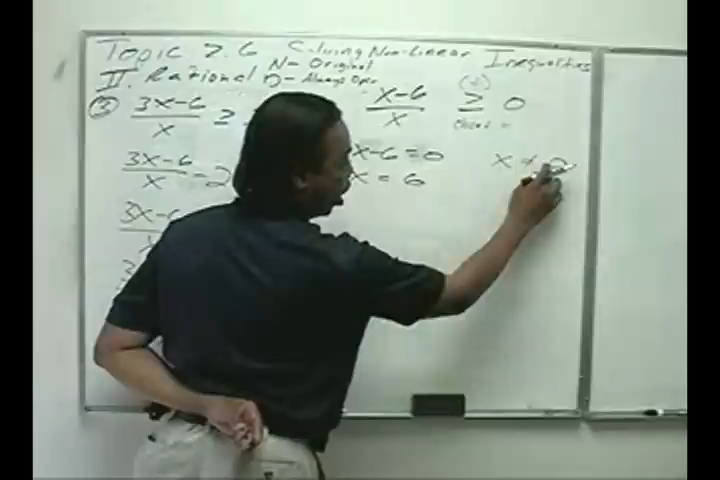 Topic 7.6 Solving Non-Linear Inequalities
II. Rational N- Original
D- Always Open
③ 3x-6/x ≥
3x-6/x -2
3x-6
x-6/x ≥ 0
(+)
closed
x-6=0
x = 6
x ≠ 0